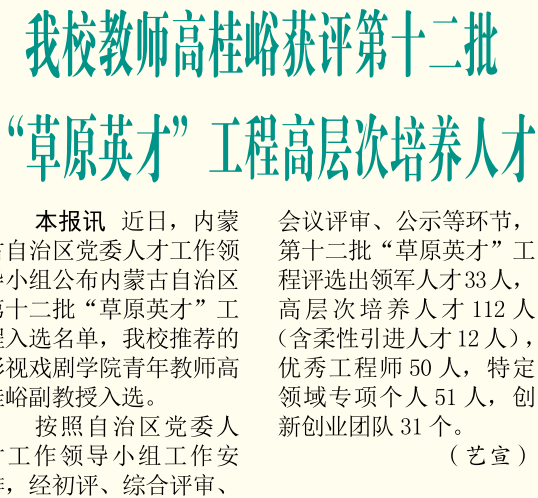 我校教师高桂峪获评第十二批
“草原英才”工程高层次培养人才
本报讯 近日，内蒙
古自治区党委人才工作领
导小组公布内蒙古自治区
第十二批“草原英才”工
程入选名单，我校推荐的
影视戏剧学院青年教师高
桂峪副教授入选。
按照自治区党委人
才工作领导小组工作安
排，经初评、综合评审、
会议评审、公示等环节，
第十二批“草原英才”工
程评选出领军人才33人，
高层次培养人才112人
（含柔性引进人才12人），
优秀工程师50人，特定
领域专项个人51人，创
新创业团队31个。
（艺宣）